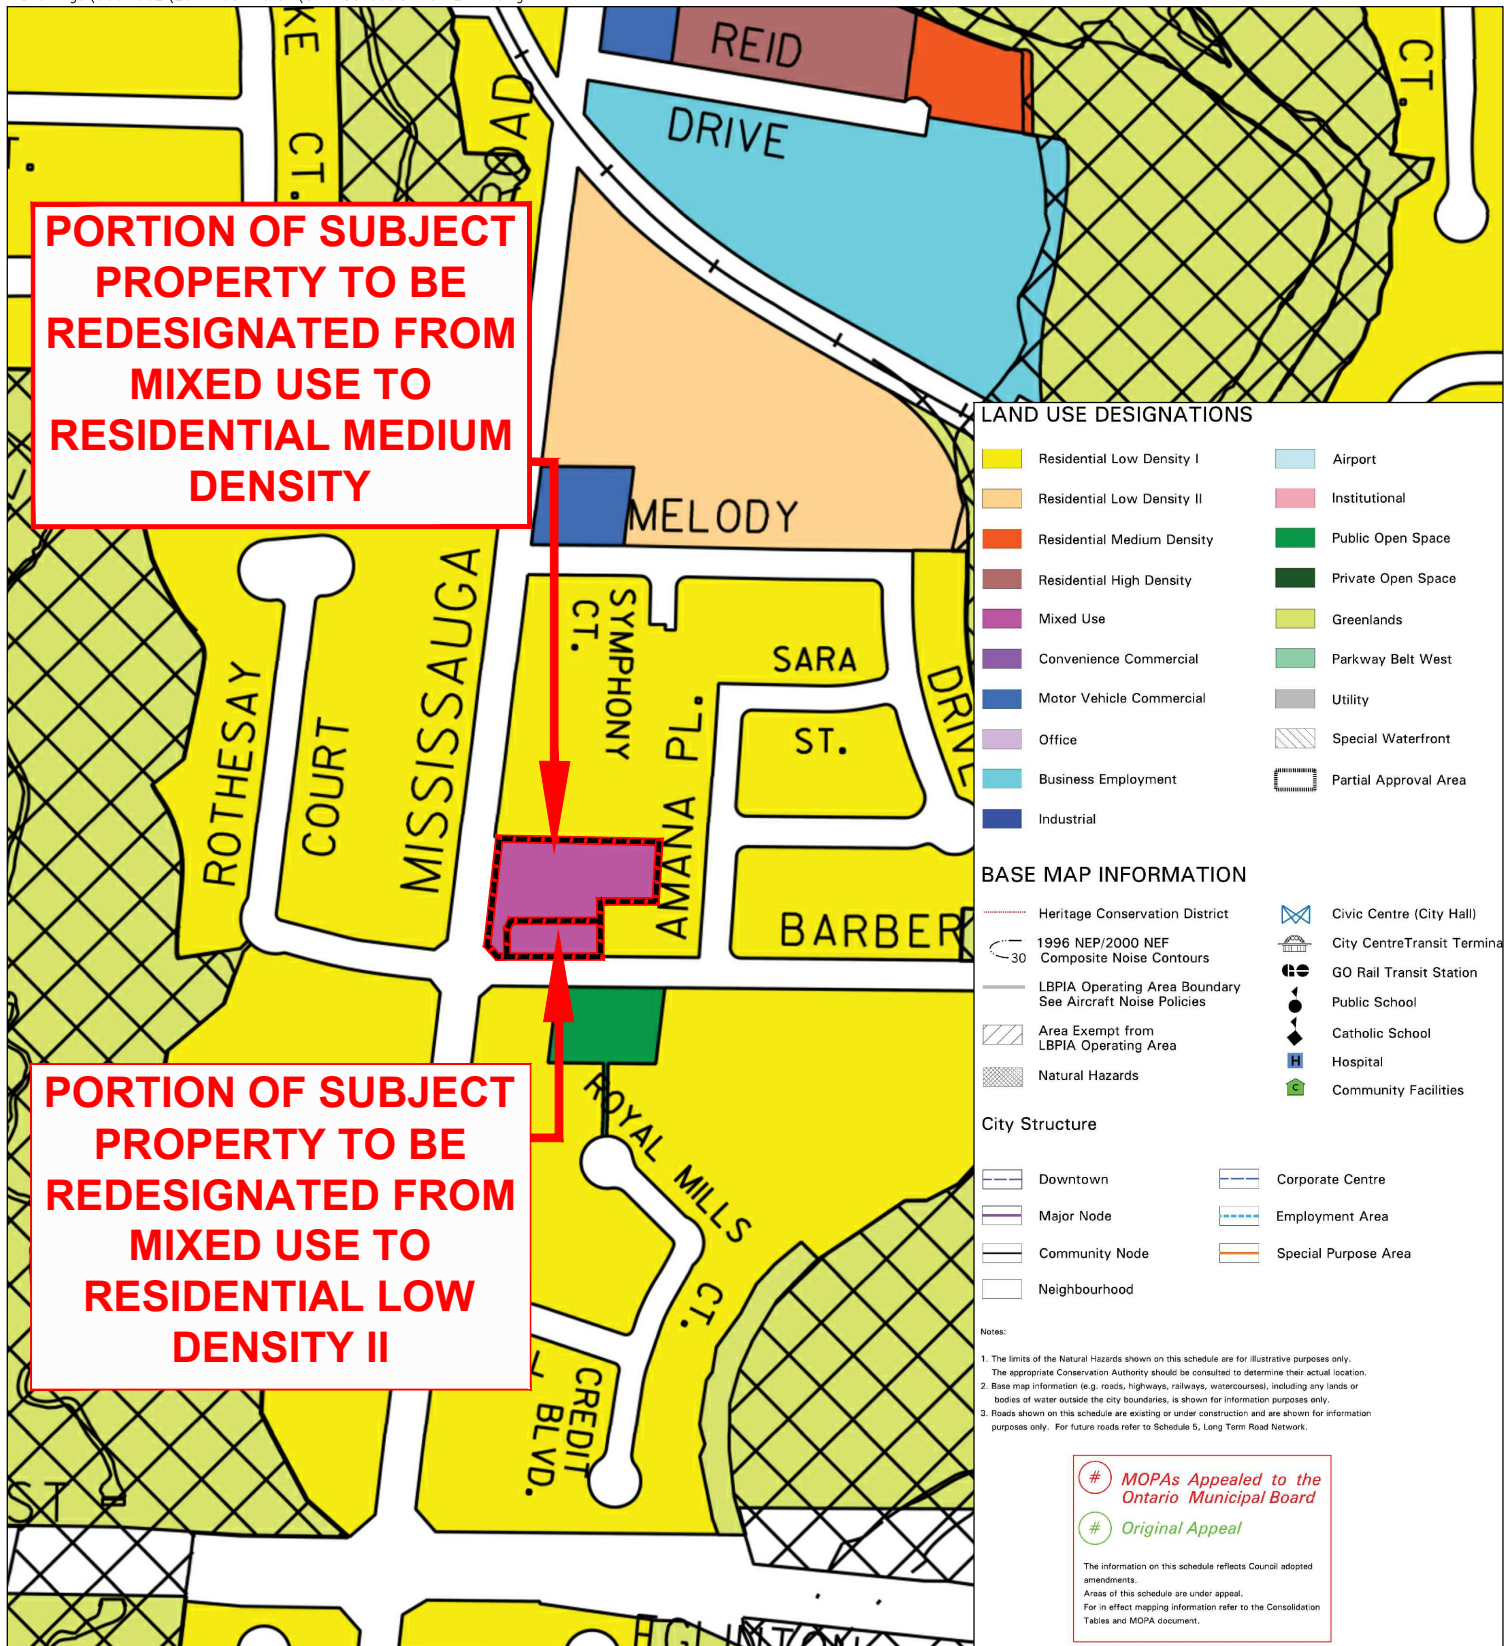 KE
CT.
ROAD
REID
DRIVE
CT.
T.
PORTION OF SUBJECT
PROPERTY TO BE
REDESIGNATED FROM
MIXED USE TO
RESIDENTIAL MEDIUM
DENSITY
MELODY
MISSISSAUGA
SYMPHONY
CT.
SARA
ST.
DRIVE
AMANA PL.
ROTHESAY
COURT
BARBER
ROYAL MILLS
CT.
PORTION OF SUBJECT
PROPERTY TO BE
REDESIGNATED FROM
MIXED USE TO
RESIDENTIAL LOW
DENSITY II
CREDIT
BLVD.
ST
EGLINTON
LAND USE DESIGNATIONS
Residential Low Density I
Residential Low Density II
Residential Medium Density
Residential High Density
Mixed Use
Convenience Commercial
Motor Vehicle Commercial
Office
Business Employment
Industrial
Airport
Institutional
Public Open Space
Private Open Space
Greenlands
Parkway Belt West
Utility
Special Waterfront
Partial Approval Area
BASE MAP INFORMATION
Heritage Conservation District
30
1996 NEP/2000 NEF
Composite Noise Contours
LBPIA Operating Area Boundary
See Aircraft Noise Policies
Area Exempt from
LBPIA Operating Area
Natural Hazards
Civic Centre (City Hall)
City CentreTransit Termina
GO Rail Transit Station
Public School
Catholic School
H Hospital
C Community Facilities
City Structure
Downtown
Major Node
Community Node
Neighbourhood
Corporate Centre
Employment Area
Special Purpose Area
Notes:
1. The limits of the Natural Hazards shown on this schedule are for illustrative purposes only.
The appropriate Conservation Authority should be consulted to determine their actual location.
2. Base map information (e.g. roads, highways, railways, watercourses), including any lands or
bodies of water outside the city boundaries, is shown for information purposes only.
3. Roads shown on this schedule are existing or under construction and are shown for information
purposes only. For future roads refer to Schedule 5, Long Term Road Network.
# MOPAs Appealed to the
Ontario Municipal Board
# Original Appeal
The information on this schedule reflects Council adopted
amendments.
Areas of this schedule are under appeal.
For in effect mapping information refer to the Consolidation
Tables and MOPA document.